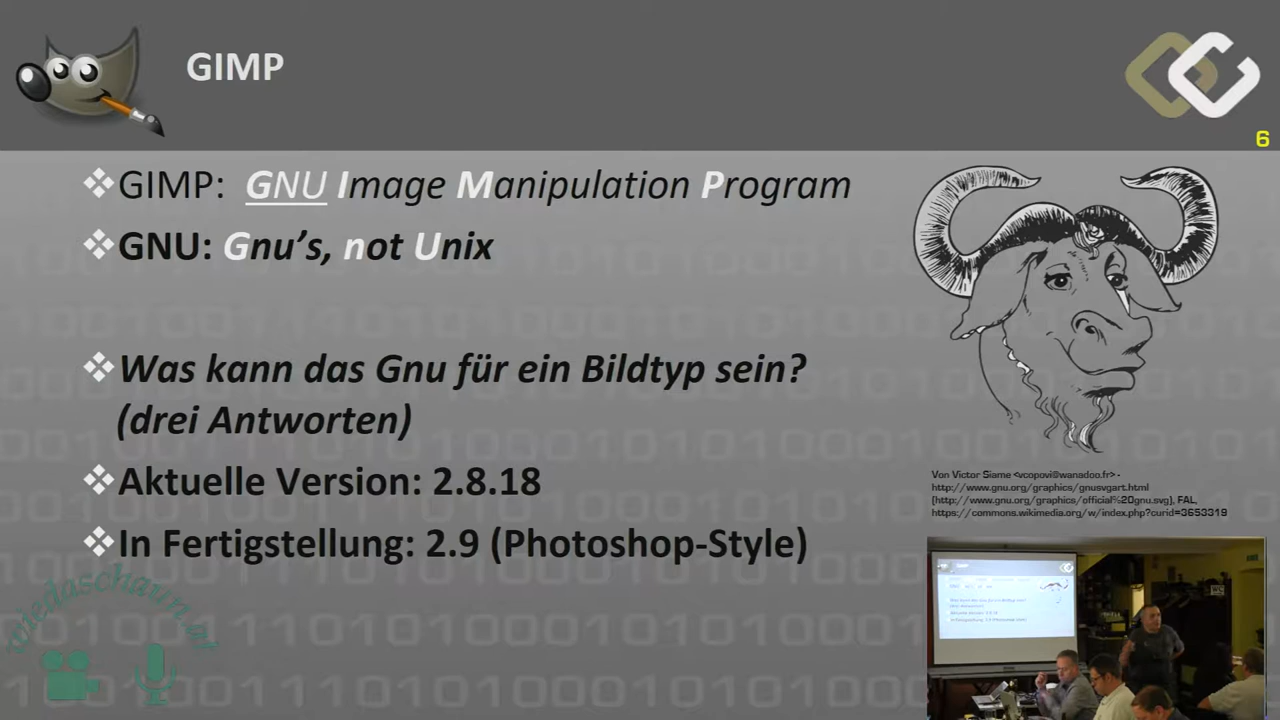 GIMP
6
GIMP: GNU Image Manipulation Program
GNU: Gnu's, not Unix
Was kann das Gnu für ein Bildtyp sein?
(drei Antworten)
Aktuelle Version: 2.8.18
In Fertigstellung: 2.9 (Photoshop-Style)
Von Victor Siame <vcopovi@wanadoo.fr> -
http://www.gnu.org/graphics/gnusvgart.html
(http://www.gnu.org/graphics/official%20gnu.svg), FAL,
https://commons.wikimedia.org/w/index.php?curid=3653319
wiedaschaun.at